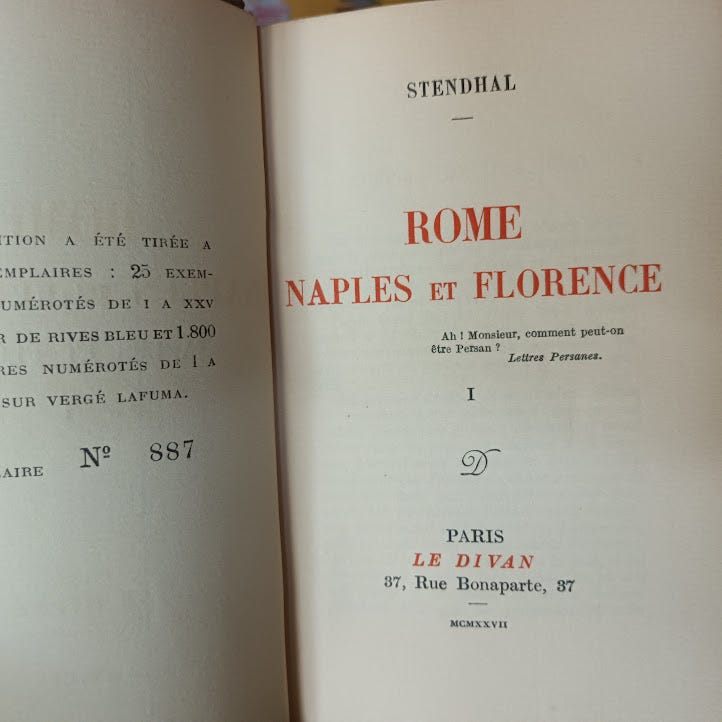 ITION A ÉTÉ TIRÉE A
EMPLAIRES : 25 EXEM-
UMÉROTÉS DE I A XXV
R DE RIVES BLEU ET 1.800
RES NUMÉROTÉS DE 1 A
SUR VERGÉ LAFUMA.
LAIRE Nº 887
STENDHAL
ROME
NAPLES ET FLORENCE
Ah ! Monsieur, comment peut-on
être Persan ?
Lettres Persanes.
I
D
PARIS
LE DIVAN
37, Rue Bonaparte, 37
MCMXXVII